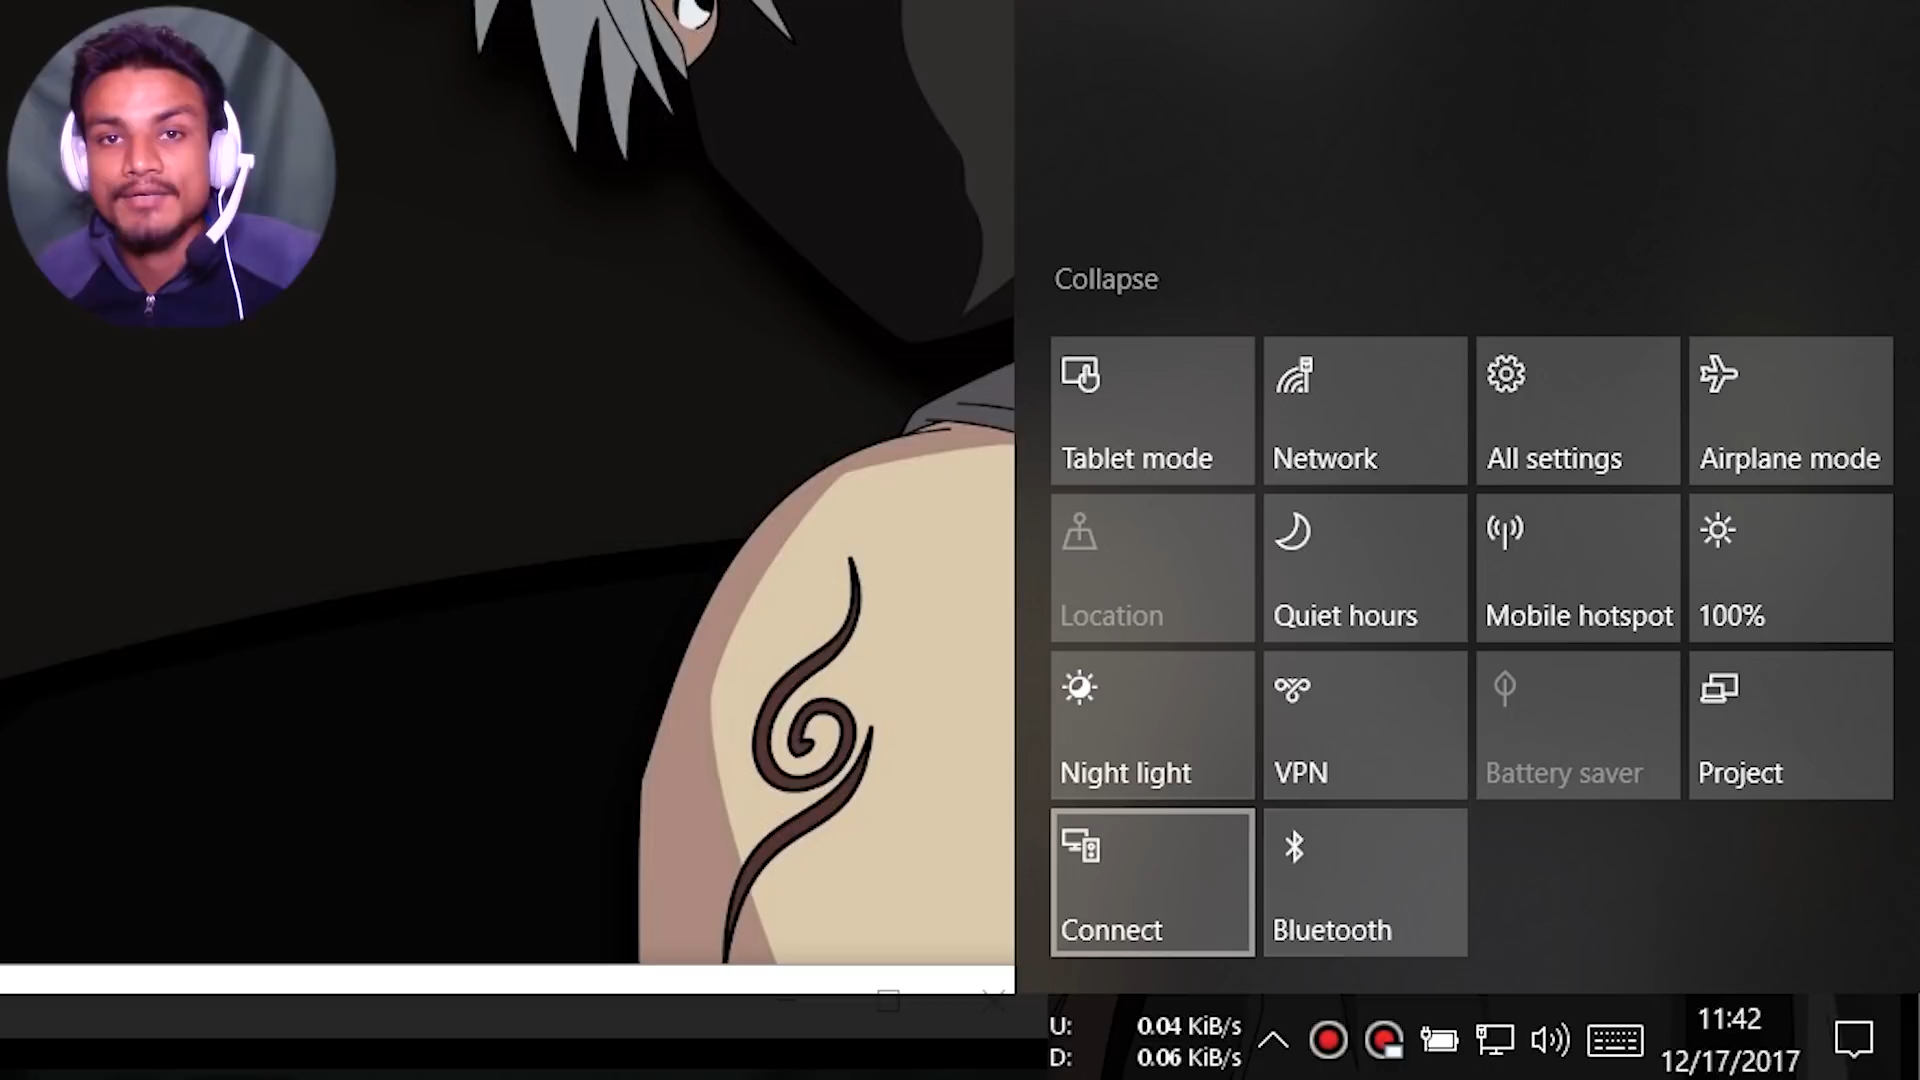 Collapse
Tablet mode
Network
All settings
Airplane mode
Location
Quiet hours
Mobile hotspot
100%
Night light
VPN
Battery saver
Project
Connect
Bluetooth
U: 0.04 KiB/s
D: 0.06 KiB/s
11:42
12/17/2017